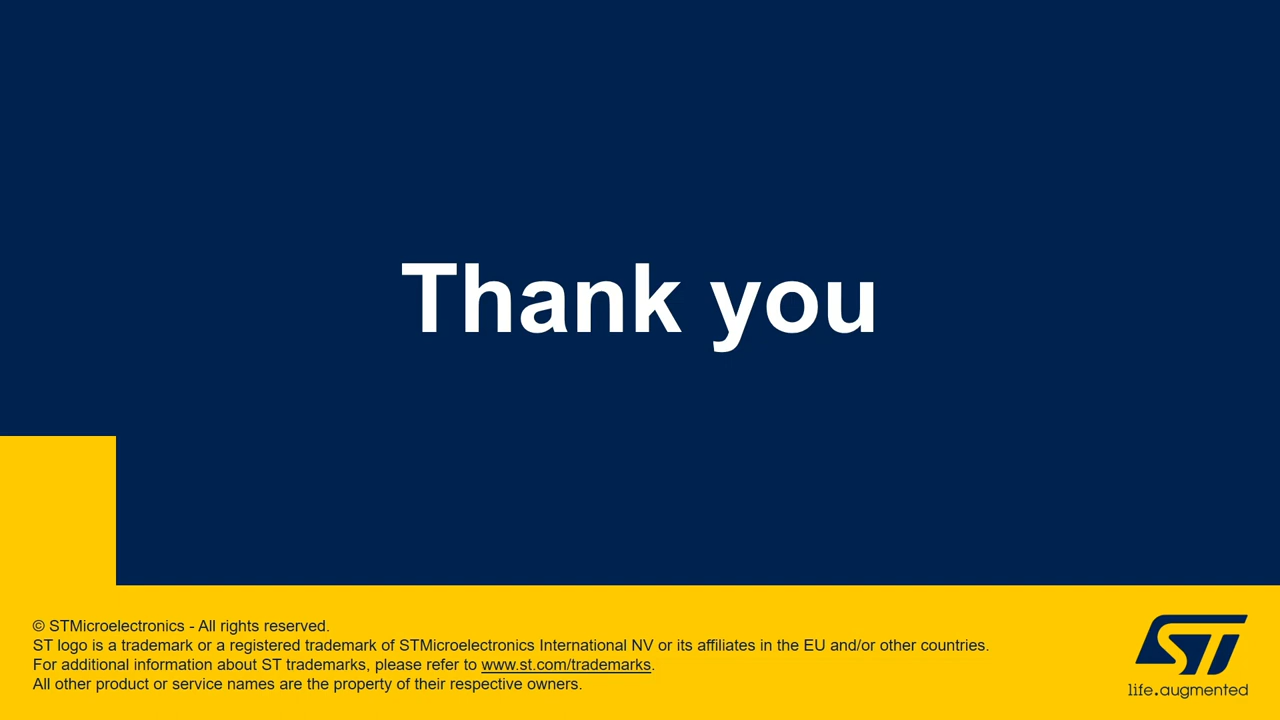 Thank you
© STMicroelectronics - All rights reserved.
ST logo is a trademark or a registered trademark of STMicroelectronics International NV or its affiliates in the EU and/or other countries.
For additional information about ST trademarks, please refer to www.st.com/trademarks.
All other product or service names are the property of their respective owners.
ST
life.augmented